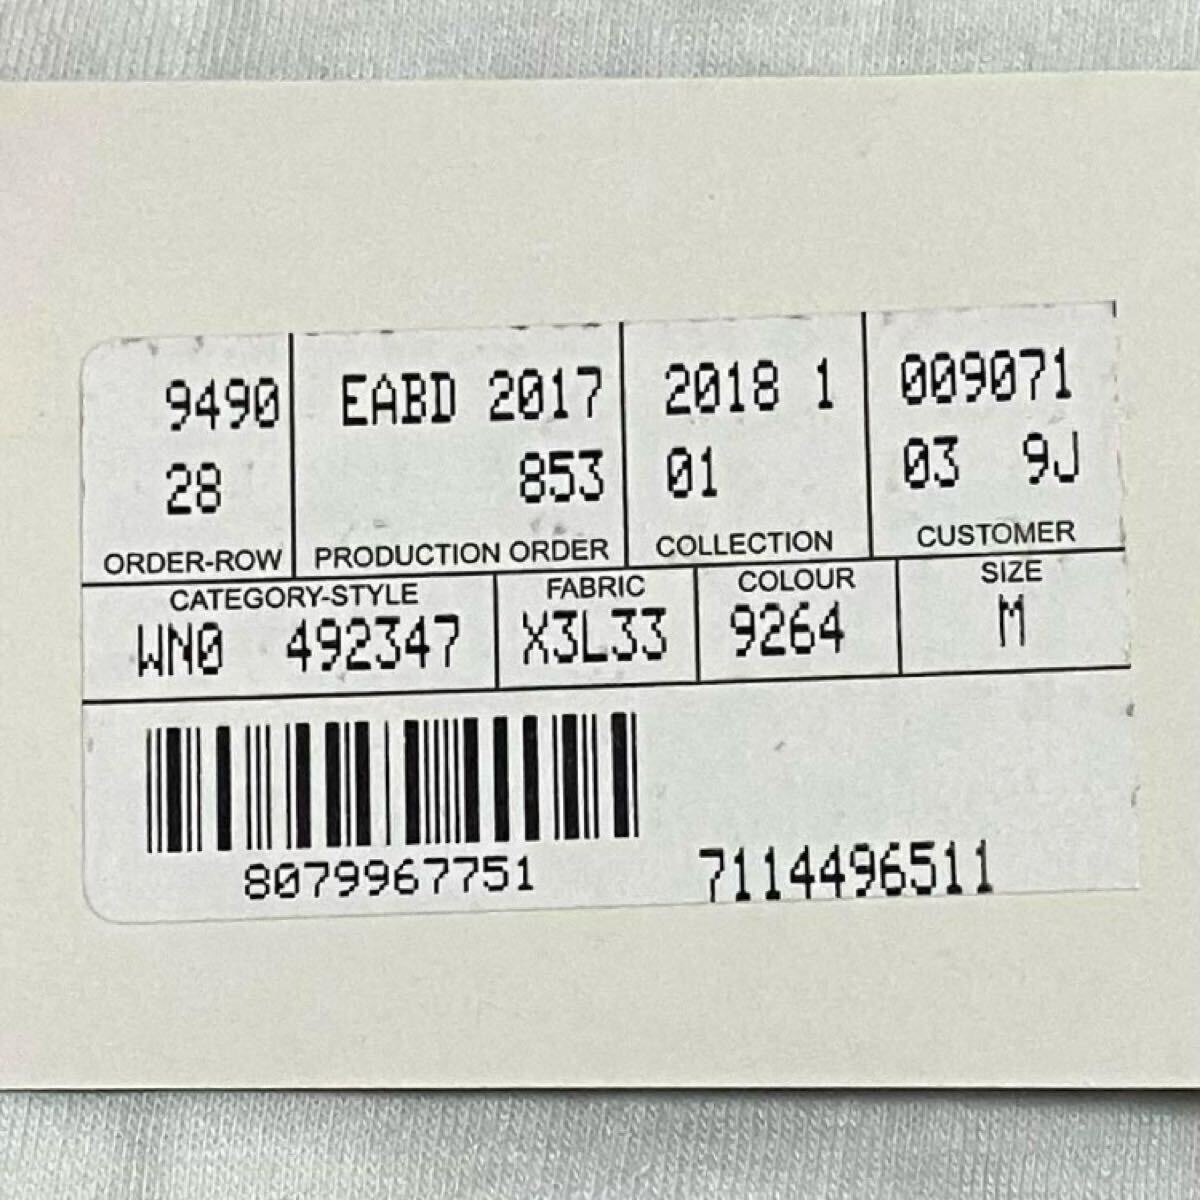 9490 EABD 2017 2018 1 009071
28 853 01 03 9J
ORDER-ROW PRODUCTION ORDER COLLECTION CUSTOMER
CATEGORY-STYLE FABRIC COLOUR SIZE
WN0 492347 X3L33 9264 M
8079967751 7114496511